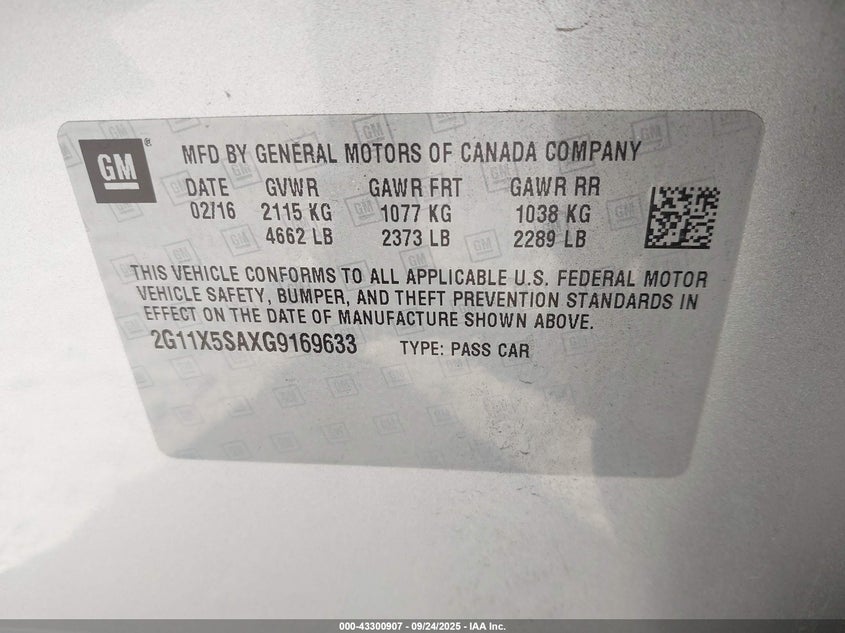 GM®
MFD BY GENERAL MOTORS OF CANADA COMPANY
DATE GVWR GAWR FRT GAWR RR
02/16 2115 KG 1077 KG 1038 KG
4662 LB 2373 LB 2289 LB
THIS VEHICLE CONFORMS TO ALL APPLICABLE U.S. FEDERAL MOTOR
VEHICLE SAFETY, BUMPER, AND THEFT PREVENTION STANDARDS IN
EFFECT ON THE DATE OF MANUFACTURE SHOWN ABOVE.
2G11X5SAXG9169633 TYPE: PASS CAR
000-43300907 - 09/24/2025 - IAA Inc.